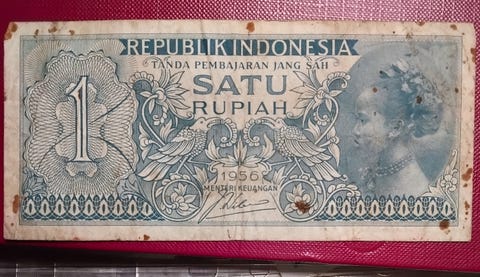 REPUBLIK INDONESIA
TANDA PEMBAJARAN JANG SAH
SATU
RUPIAH
1
1956
MENTERI KEUANGAN